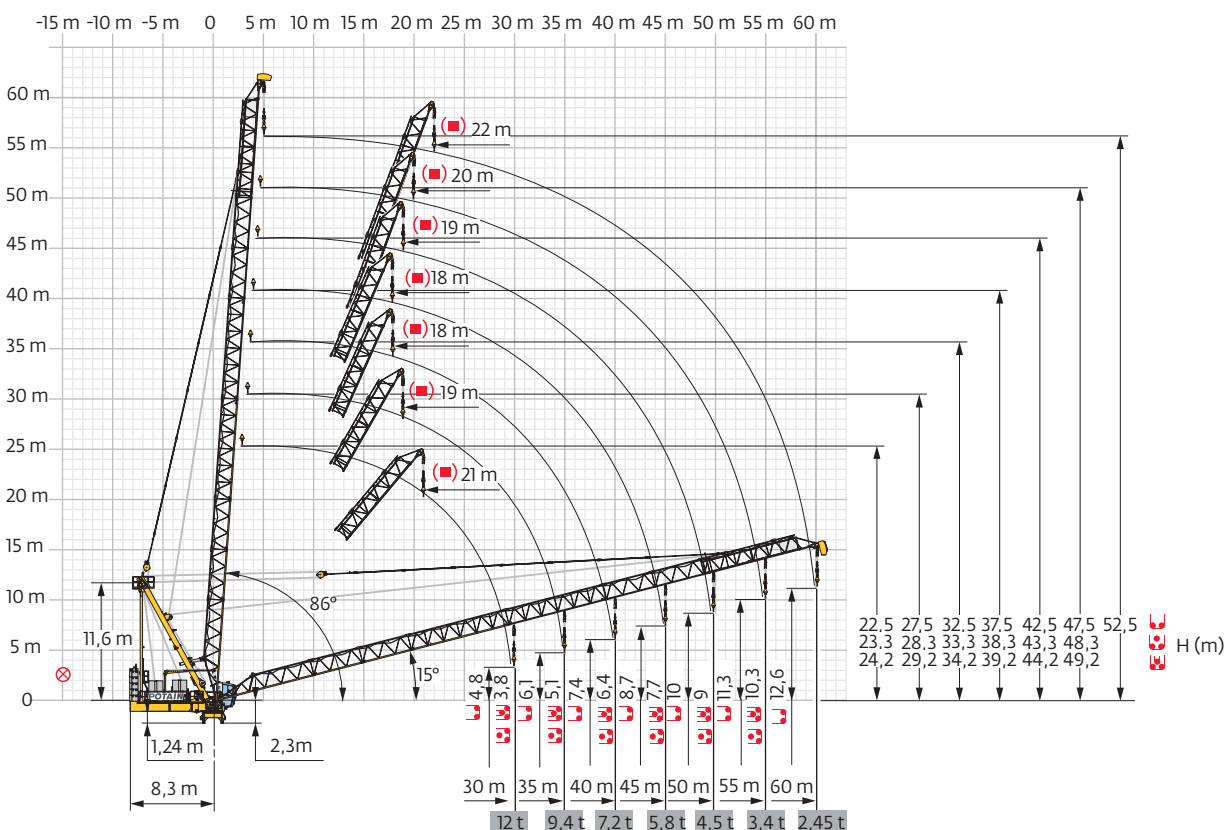 -15 m -10 m -5 m 0 5 m 10 m 15 m 20 m 25 m 30 m 35 m 40 m 45 m 50 m 55 m 60 m
60 m
55 m
50 m
45 m
40 m
35 m
30 m
25 m
20 m
15 m
10 m
5 m
0
22 m
20 m
19 m
18 m
18 m
19 m
21 m
86°
15°
11,6 m
POTAIN
1,24 m
2,3m
8,3 m
22,5 27,5 32,5 37,5 42,5 47,5 52,5
23,3 28,3 33,3 38,3 43,3 48,3
24,2 29,2 34,2 39,2 44,2 49,2
H (m)
4,8 3,8 6,1 5,1 7,4 6,4 8,7 7,7 10 9 11,3 10,3 12,6
30 m 35 m 40 m 45 m 50 m 55 m 60 m
12 t 9,4 t 7,2 t 5,8 t 4,5 t 3,4 t 2,45 t